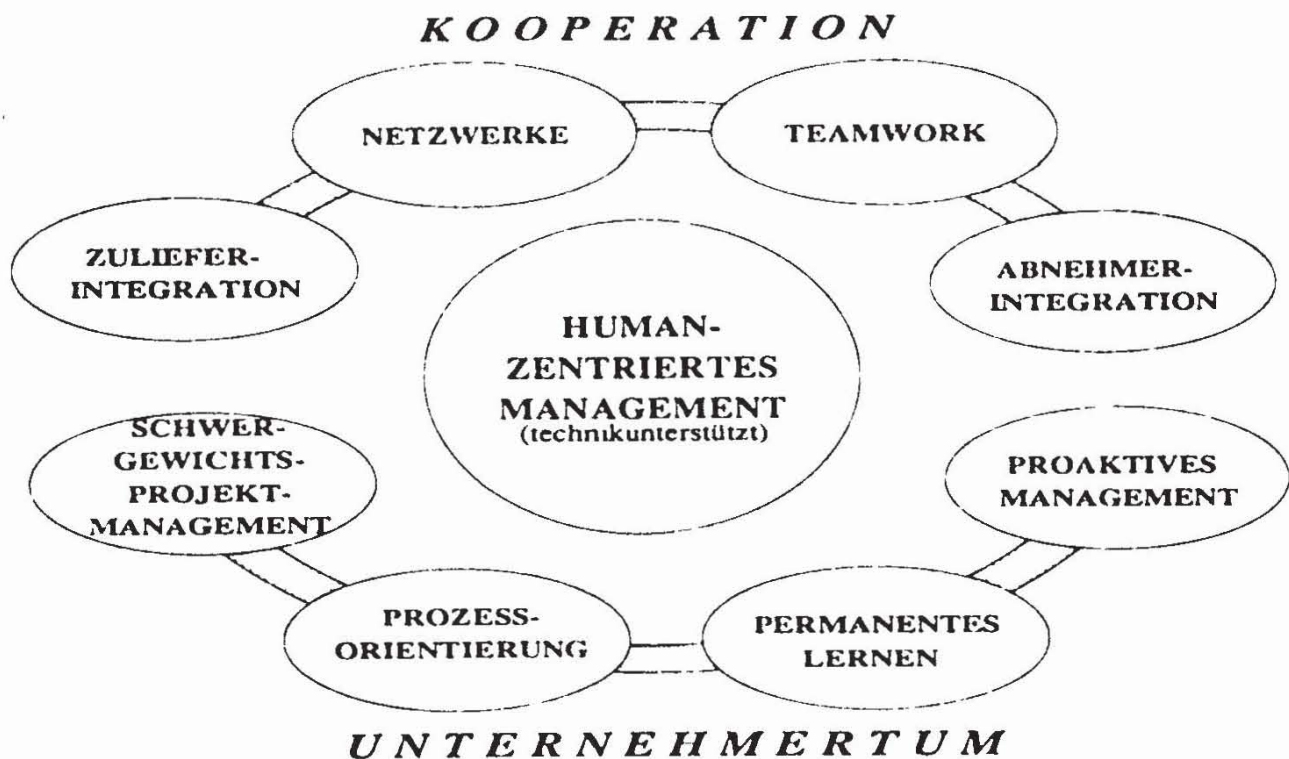 KOOPERATION
NETZWERKE
TEAMWORK
ZULIEFER-
INTEGRATION
ABNEHMER-
INTEGRATION
HUMAN-
ZENTRIERTES
MANAGEMENT
(technikunterstützt)
SCHWER-
GEWICHTS-
PROJEKT-
MANAGEMENT
PROAKTIVES
MANAGEMENT
PROZESS-
ORIENTIERUNG
PERMANENTES
LERNEN
UNTERNEHMERTUM